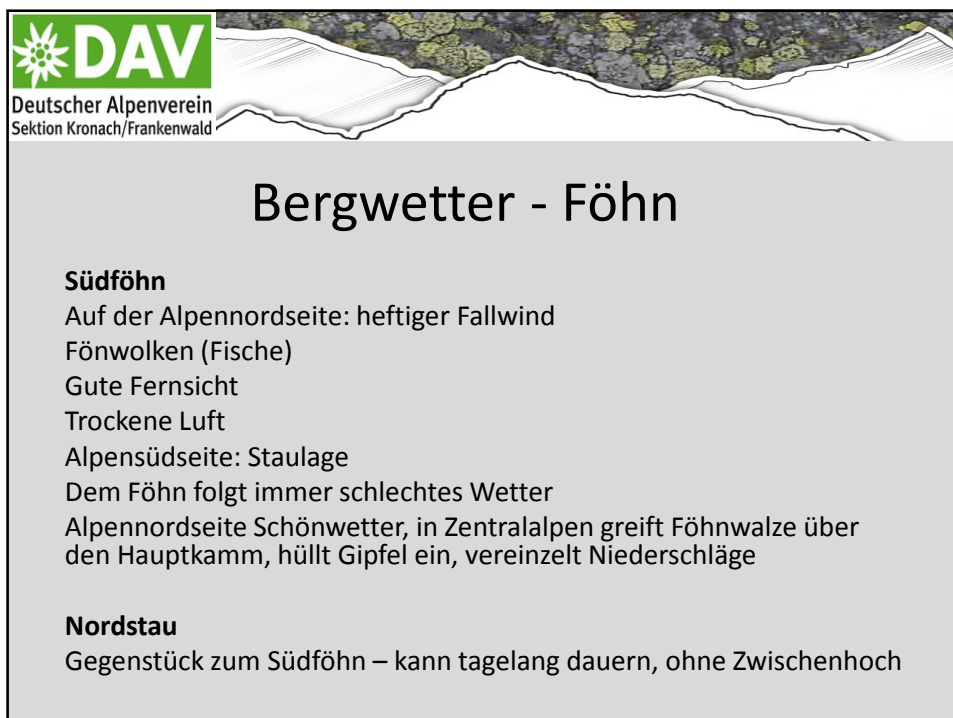 DAV
Deutscher Alpenverein
Sektion Kronach/Frankenwald
Bergwetter - Föhn
Südföhn
Auf der Alpennordseite: heftiger Fallwind
Fönwolken (Fische)
Gute Fernsicht
Trockene Luft
Alpensüdseite: Staulage
Dem Föhn folgt immer schlechtes Wetter
Alpennordseite Schönwetter, in Zentralalpen greift Föhnwalze über
den Hauptkamm, hüllt Gipfel ein, vereinzelt Niederschläge
Nordstau
Gegenstück zum Südföhn – kann tagelang dauern, ohne Zwischenhoch